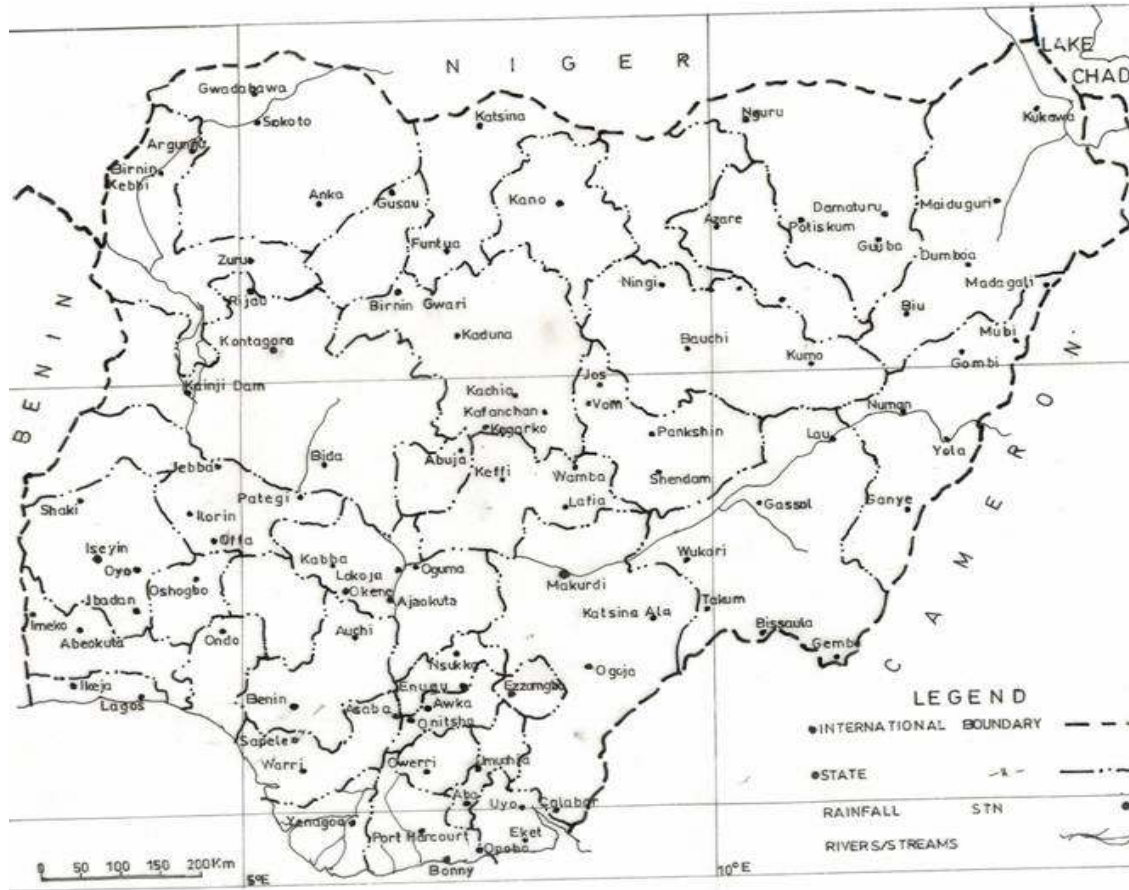 N I G E R
LAKE
CHAD
Gwadabawa
Sokoto
Katsina
Nguru
Kukawa
Argungu
Birnin
Kebbi
Anka
Gusau
Kano
Azare
Damaturu
Potiskum
Maiduguri
Gujba
Funtua
Zuru
Dumboa
Madagali
Rijau
Birnin Gwari
Ningi
Biu
Mubi
Kontagora
Kaduna
Bauchi
Kumo
Gombi
BENIN
Kainji Dam
Jos
Kachia
Vom
Kafanchan
Kagarko
Numan
Pankshin
Lau
Yola
Jebba
Bida
Abuja
Keffi
Wamba
Shendam
Pategi
Lafia
Gassol
Ganye
Shaki
Ilorin
Offa
Iseyin
Oyo
Kabba
Lokoja
Oguma
Wukari
Makurdi
Oshogbo
Okene
Ajaokuta
Ibadan
Katsina Ala
Takum
Imeko
Abeokuta
Ondo
Auchi
Bissaula
Gembu
CAMERON
Nsukka
Ogoja
Ikeja
Lagos
Benin
Enugu
Ezzamgbo
Awka
Asaba
Onitsha
Sapele
Warri
Owerri
Umuahia
Aba
Uyo
Calabar
Yenagoa
Port Harcourt
Eket
Opobo
Bonny
LEGEND
INTERNATIONAL BOUNDARY
STATE
RAINFALL STN
RIVERS/STREAMS
0 50 100 150 200Km
5°E
10°E